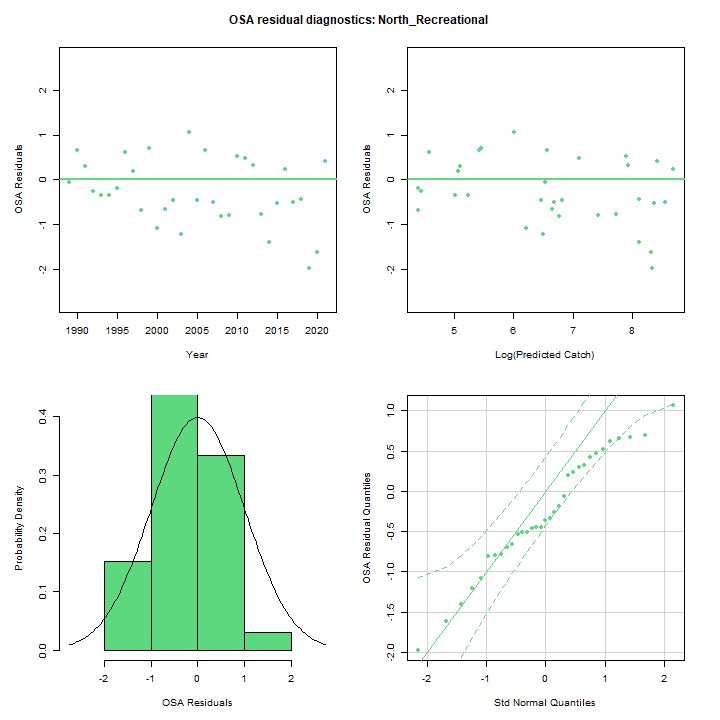 OSA residual diagnostics: North_Recreational
OSA Residuals
2
1
0
-1
-2
1990 1995 2000 2005 2010 2015 2020
Year
OSA Residuals
2
1
0
-1
-2
5 6 7 8
Log(Predicted Catch)
Probability Density
0.4
0.3
0.2
0.1
0.0
-2 -1 0 1 2
OSA Residuals
OSA Residual Quantiles
1.0
0.5
0.0
-0.5
-1.0
-1.5
-2.0
-2 -1 0 1 2
Std Normal Quantiles